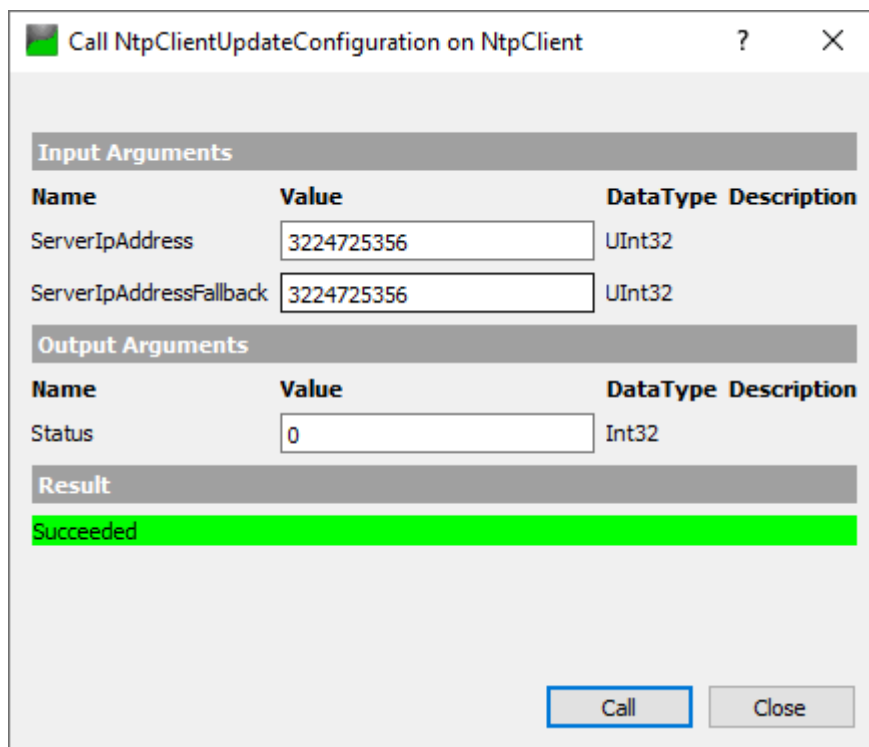 Call NtpClientUpdateConfiguration on NtpClient ?
Input Arguments
Name Value DataType Description
ServerIpAddress 3224725356 UInt32
ServerIpAddressFallback 3224725356 UInt32
Output Arguments
Name Value DataType Description
Status 0 Int32
Result
Succeeded
Call Close